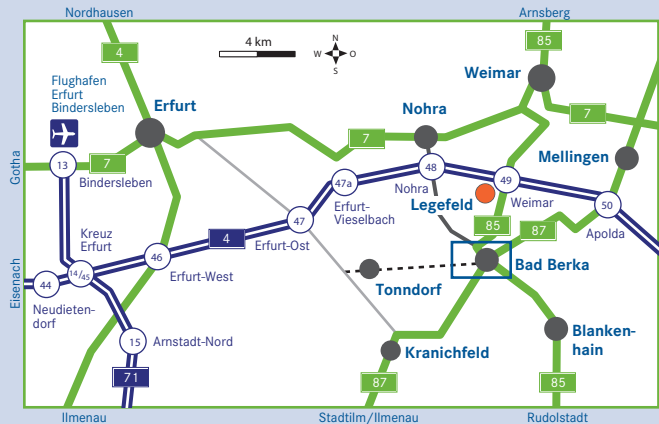 Nordhausen
Arnsberg
4
4 km
N
W
O
S
85
Flughafen
Erfurt
Bindersleben
Weimar
Erfurt
Nohra
7
7
13
7
Bindersleben
Gotha
Mellingen
48
47a
Nohra
49
Legefeld
Weimar
Erfurt-
Vieselbach
50
Apolda
47
Kreuz
Erfurt
4
Erfurt-Ost
85
87
46
Erfurt-West
Bad Berka
14/45
44
Eisenach
Neudieten-
dorf
Tonndorf
15
Arnstadt-Nord
Blanken-
hain
Kranichfeld
71
87
85
Ilmenau
Stadtilm/Ilmenau
Rudolstadt